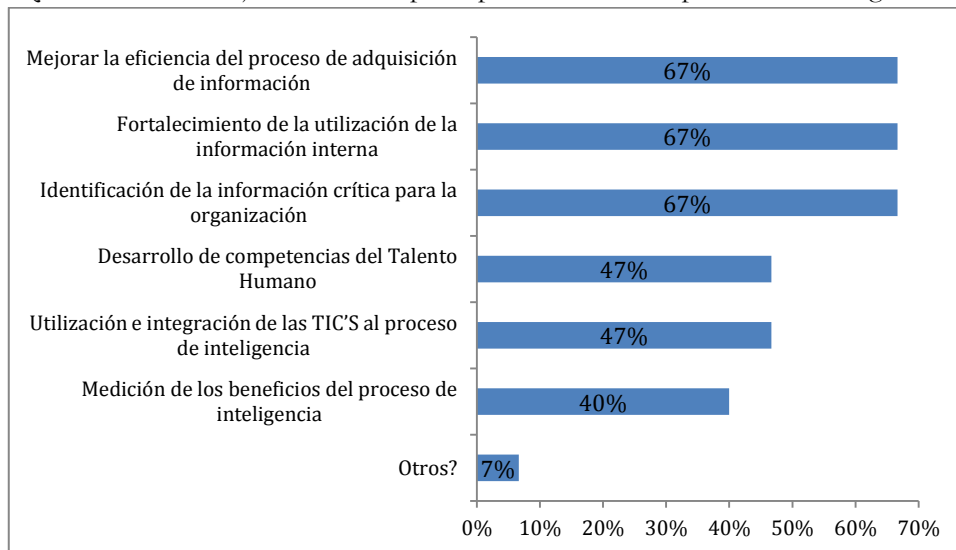 Mejorar la eficiencia del proceso de adquisición
de información
67%
Fortalecimiento de la utilización de la
información interna
67%
Identificación de la información crítica para la
organización
67%
Desarrollo de competencias del Talento
Humano
47%
Utilización e integración de las TIC'S al proceso
de inteligencia
47%
Medición de los beneficios del proceso de
inteligencia
40%
Otros?
7%
0% 10% 20% 30% 40% 50% 60% 70%